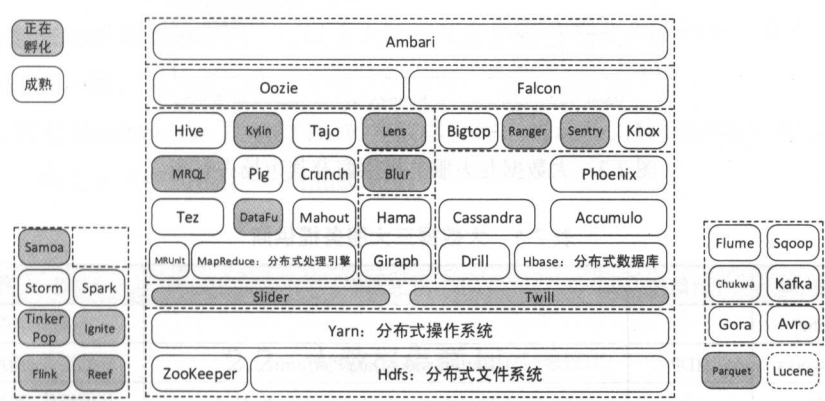 正在
孵化
成熟
Ambari
Oozie
Falcon
Hive
Kylin
Tajo
Lens
Bigtop
Ranger
Sentry
Knox
MRQL
Pig
Crunch
Blur
Phoenix
Tez
DataFu
Mahout
Hama
Cassandra
Accumulo
MRUnit
MapReduce：分布式处理引擎
Giraph
Drill
Hbase：分布式数据库
Slider
Twill
Yarn：分布式操作系统
ZooKeeper
Hdfs：分布式文件系统
Samoa
Storm
Spark
Tinker
Pop
Ignite
Flink
Reef
Flume
Sqoop
Chukwa
Kafka
Gora
Avro
Parquet
Lucene